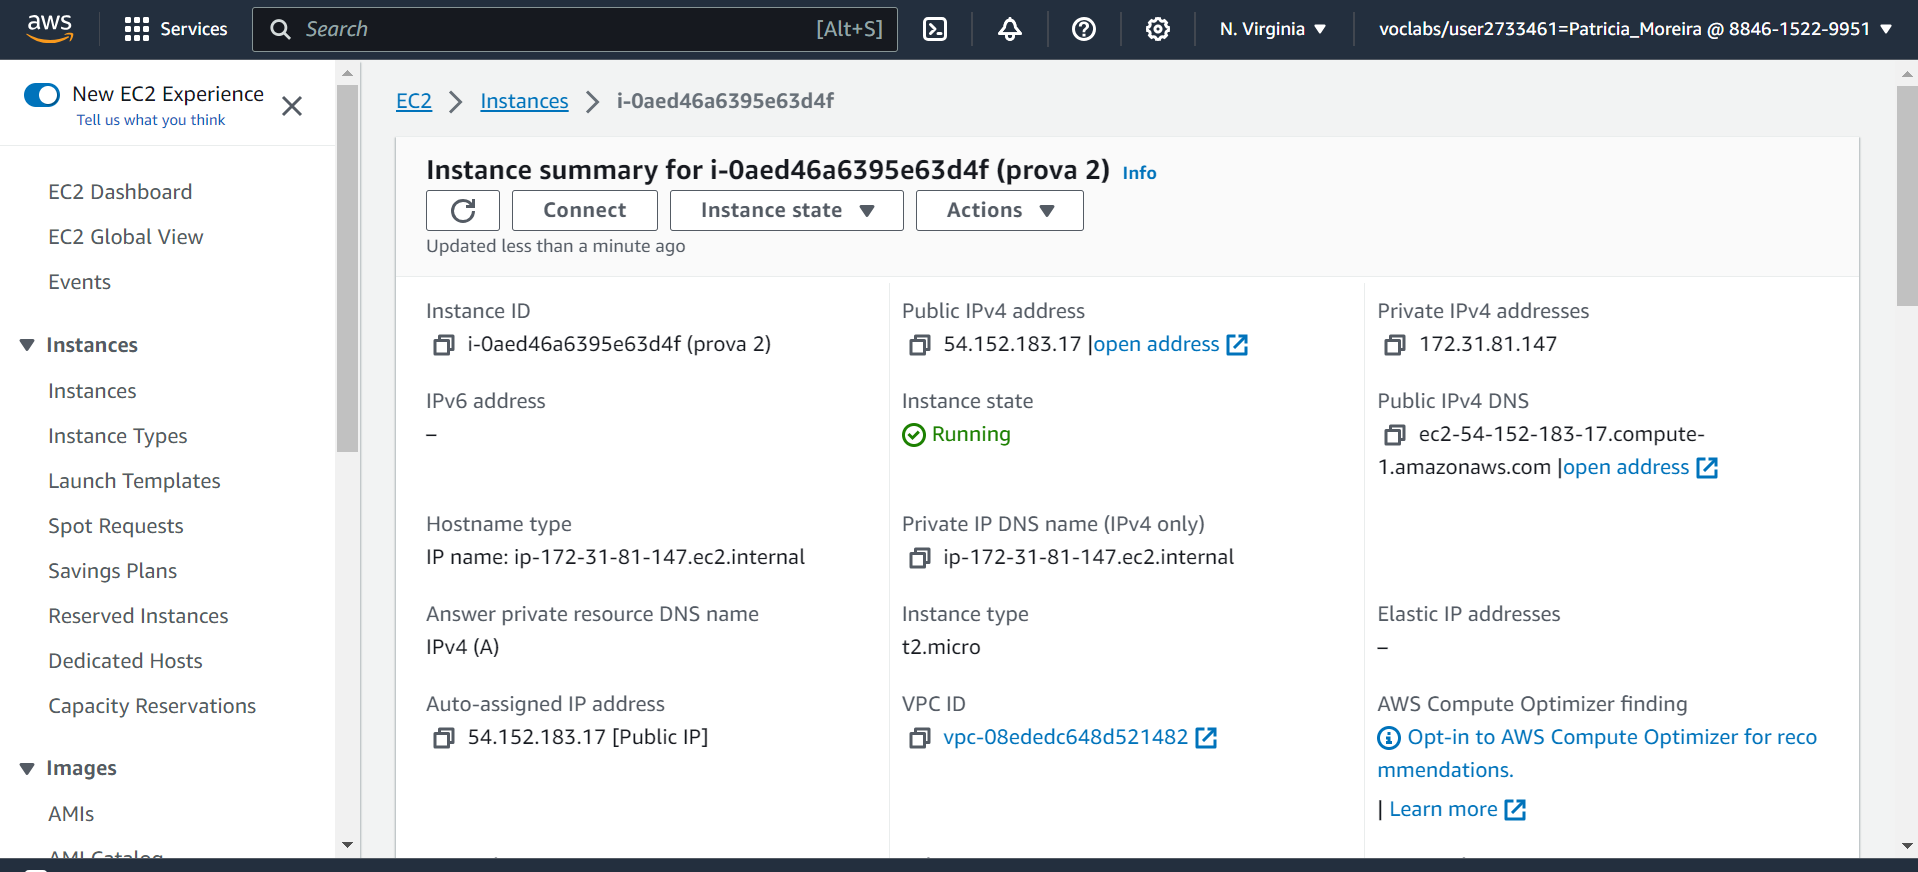 aws
Services
Search
[Alt+S]
N. Virginia
voclabs/user2733461=Patricia_Moreira @ 8846-1522-9951
New EC2 Experience
Tell us what you think
EC2 Dashboard
EC2 Global View
Events
Instances
Instances
Instance Types
Launch Templates
Spot Requests
Savings Plans
Reserved Instances
Dedicated Hosts
Capacity Reservations
Images
AMIs
AMI Catalog
EC2
Instances
i-0aed46a6395e63d4f
Instance summary for i-0aed46a6395e63d4f (prova 2)
Info
Connect
Instance state
Actions
Updated less than a minute ago
Instance ID
i-0aed46a6395e63d4f (prova 2)
Public IPv4 address
54.152.183.17 |open address
Private IPv4 addresses
172.31.81.147
IPv6 address
–
Instance state
Running
Public IPv4 DNS
ec2-54-152-183-17.compute-
1.amazonaws.com |open address
Hostname type
IP name: ip-172-31-81-147.ec2.internal
Private IP DNS name (IPv4 only)
ip-172-31-81-147.ec2.internal
Answer private resource DNS name
IPv4 (A)
Instance type
t2.micro
Elastic IP addresses
–
Auto-assigned IP address
54.152.183.17 [Public IP]
VPC ID
vpc-08ededc648d521482
AWS Compute Optimizer finding
Opt-in to AWS Compute Optimizer for reco
mmendations.
| Learn more